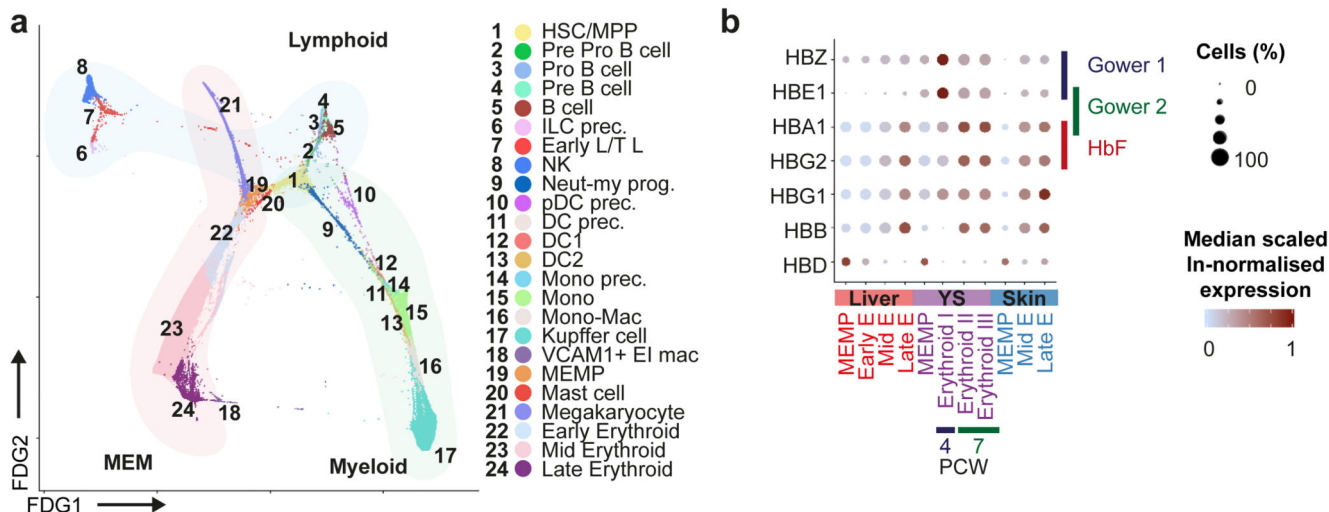 a
Lymphoid
8
7
6
21
4
3
5
2
1
19
20
10
22
9
12
14
11
15
13
23
16
24
18
17
MEM
Myeloid
FDG2
FDG1
1 HSC/MPP
2 Pre Pro B cell
3 Pro B cell
4 Pre B cell
5 B cell
6 ILC prec.
7 Early L/T L
8 NK
9 Neut-my prog.
10 pDC prec.
11 DC prec.
12 DC1
13 DC2
14 Mono prec.
15 Mono
16 Mono-Mac
17 Kupffer cell
18 VCAM1+ EI mac
19 MEMP
20 Mast cell
21 Megakaryocyte
22 Early Erythroid
23 Mid Erythroid
24 Late Erythroid
b
HBZ
HBE1
HBA1
HBG2
HBG1
HBB
HBD
Gower 1
Gower 2
HbF
Liver YS Skin
MEMP
Early E
Mid E
Late E
MEMP
Erythroid I
Erythroid II
Erythroid III
MEMP
Mid E
Late E
4 7
PCW
Cells (%)
0
100
Median scaled
ln-normalised
expression
0 1